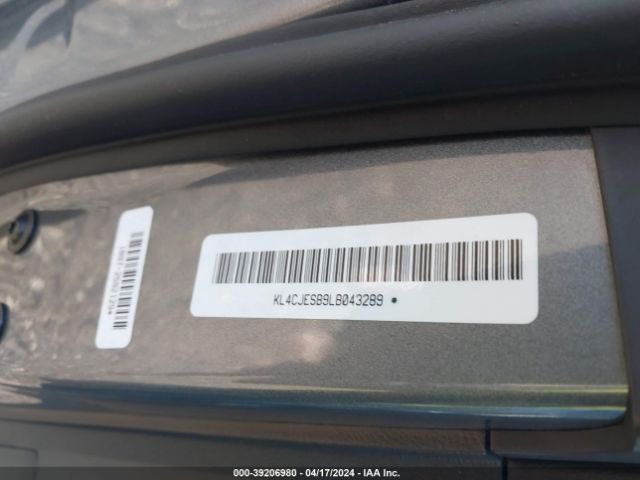 KL4CJESB9LB043289 •
000-39206980 - 04/17/2024 - IAA Inc.